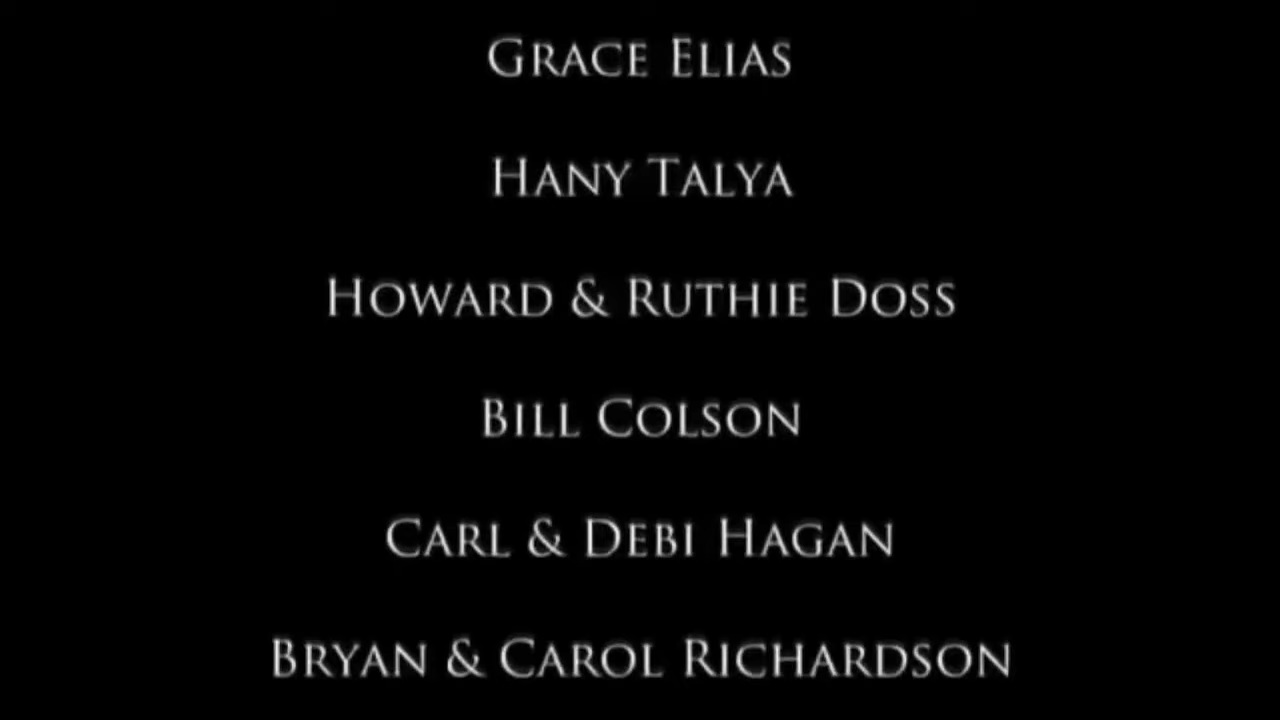 Grace Elias
Hany Talya
Howard & Ruthie Doss
Bill Colson
Carl & Debi Hagan
Bryan & Carol Richardson